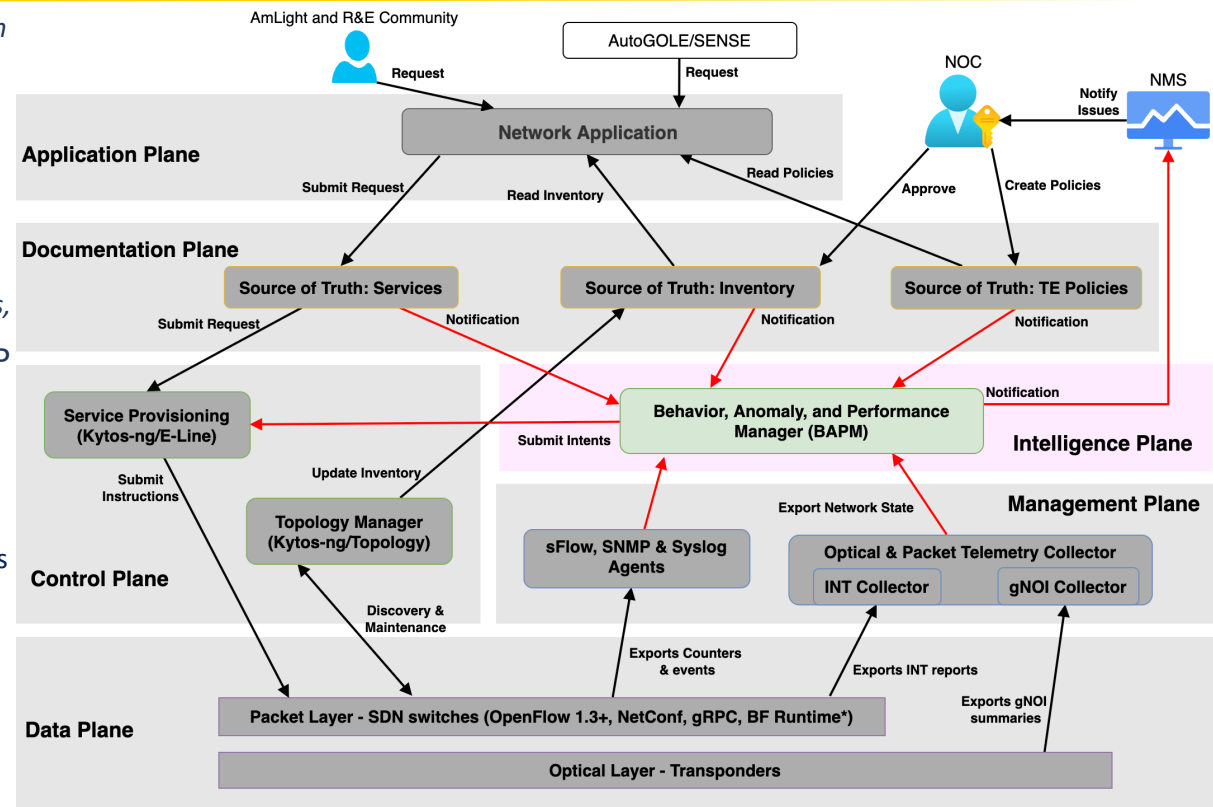 n
AmLight and R&E Community
AutoGOLE/SENSE
NOC
NMS
Request
Request
Notify
Issues
Network Application
Application Plane
Submit Request
Read Inventory
Read Policies
Approve
Create Policies
Documentation Plane
Source of Truth: Services
Source of Truth: Inventory
Source of Truth: TE Policies
s,
Submit Request
Notification
Notification
Notification
P
Service Provisioning
(Kytos-ng/E-Line)
Behavior, Anomaly, and Performance
Manager (BAPM)
Notification
Submit Intents
Intelligence Plane
Submit
Instructions
Update Inventory
Topology Manager
(Kytos-ng/Topology)
Export Network State
Management Plane
sFlow, SNMP & Syslog
Agents
Optical & Packet Telemetry Collector
INT Collector
gNOI Collector
s
Control Plane
Discovery &
Maintenance
Exports Counters
& events
Exports INT reports
Exports gNOI
summaries
Packet Layer - SDN switches (OpenFlow 1.3+, NetConf, gRPC, BF Runtime*)
Data Plane
Optical Layer - Transponders